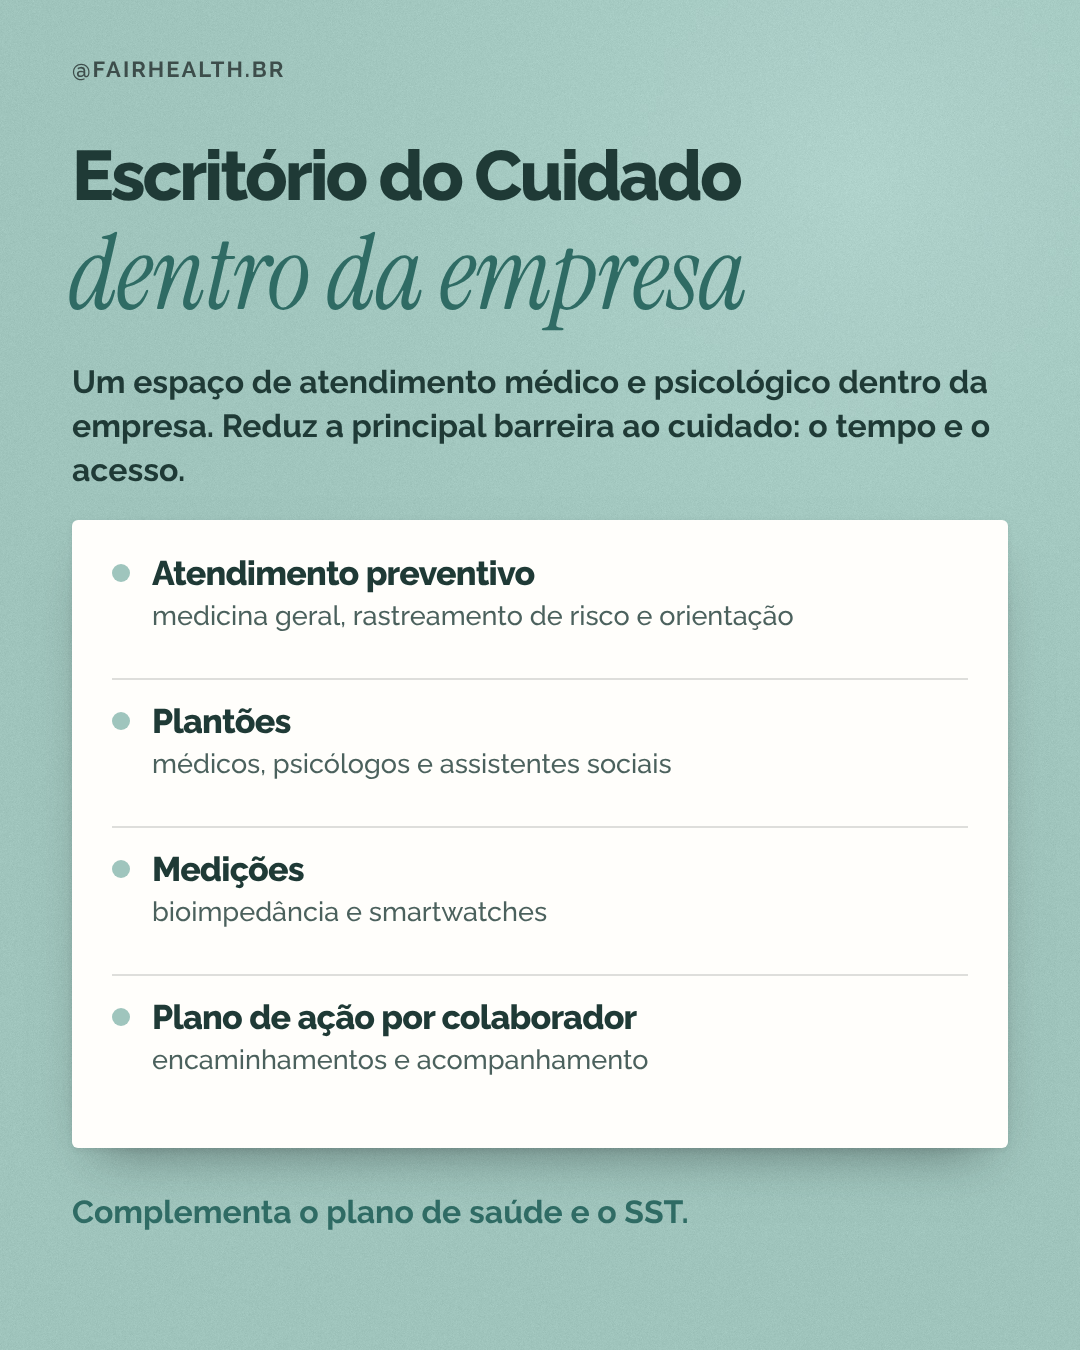 @FAIRHEALTH.BR
Escritório do Cuidado
dentro da empresa
Um espaço de atendimento médico e psicológico dentro da
empresa. Reduz a principal barreira ao cuidado: o tempo e o
acesso.
Atendimento preventivo
medicina geral, rastreamento de risco e orientação
Plantões
médicos, psicólogos e assistentes sociais
Medições
bioimpedância e smartwatches
Plano de ação por colaborador
encaminhamentos e acompanhamento
Complementa o plano de saúde e o SST.